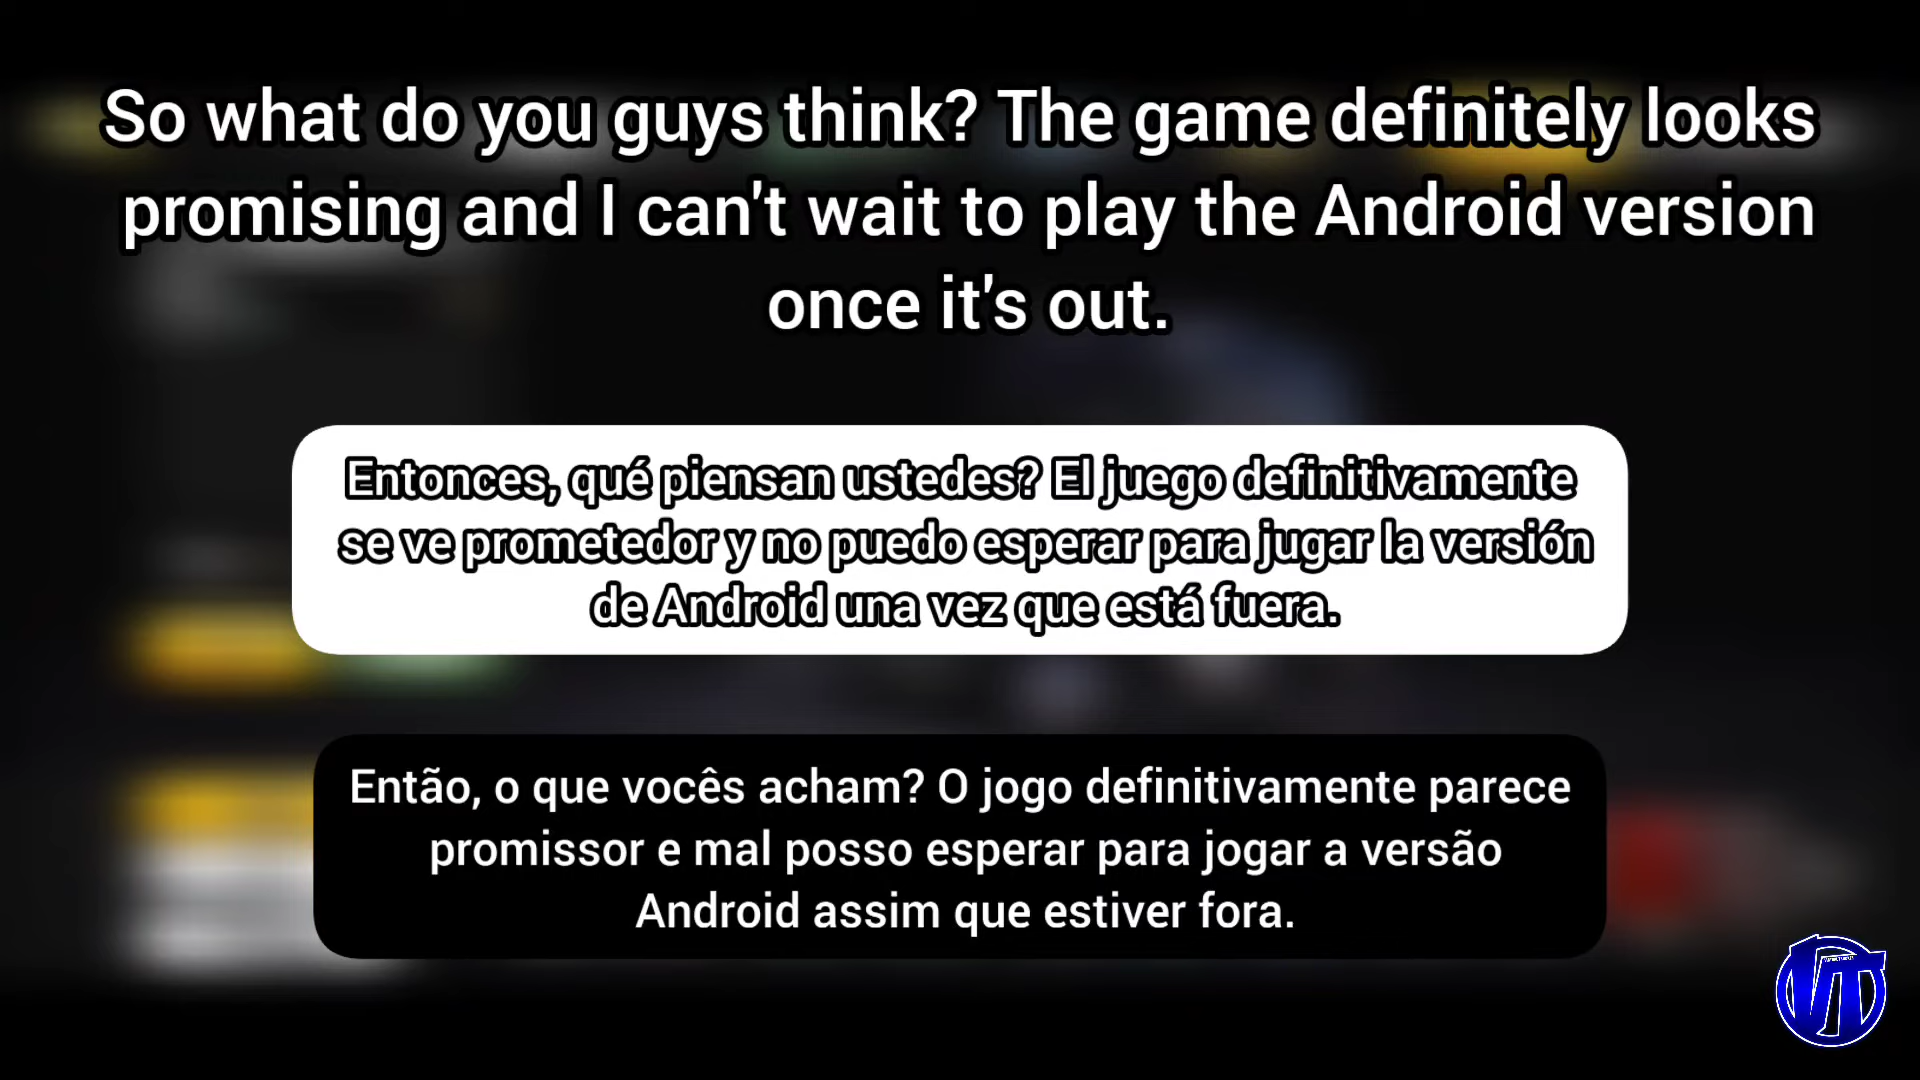 So what do you guys think? The game definitely looks
promising and I can't wait to play the Android version
once it's out.
Entonces, qué piensan ustedes? El juego definitivamente
se ve prometedor y no puedo esperar para jugar la versión
de Android una vez que está fuera.
Então, o que vocês acham? O jogo definitivamente parece
promissor e mal posso esperar para jogar a versão
Android assim que estiver fora.
VT